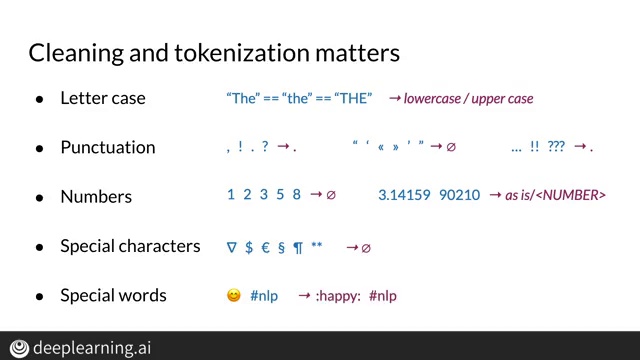 Cleaning and tokenization matters
● Letter case “The” == “the” == “THE” → lowercase / upper case
● Punctuation , ! . ? → . “ ‘ « » ’ ” → ∅ … !! ??? → .
● Numbers 1 2 3 5 8 → ∅ 3.14159 90210 → as is/<NUMBER>
● Special characters ∇ $ € § ¶ ** → ∅
● Special words 😊 #nlp → :happy: #nlp
deeplearning.ai